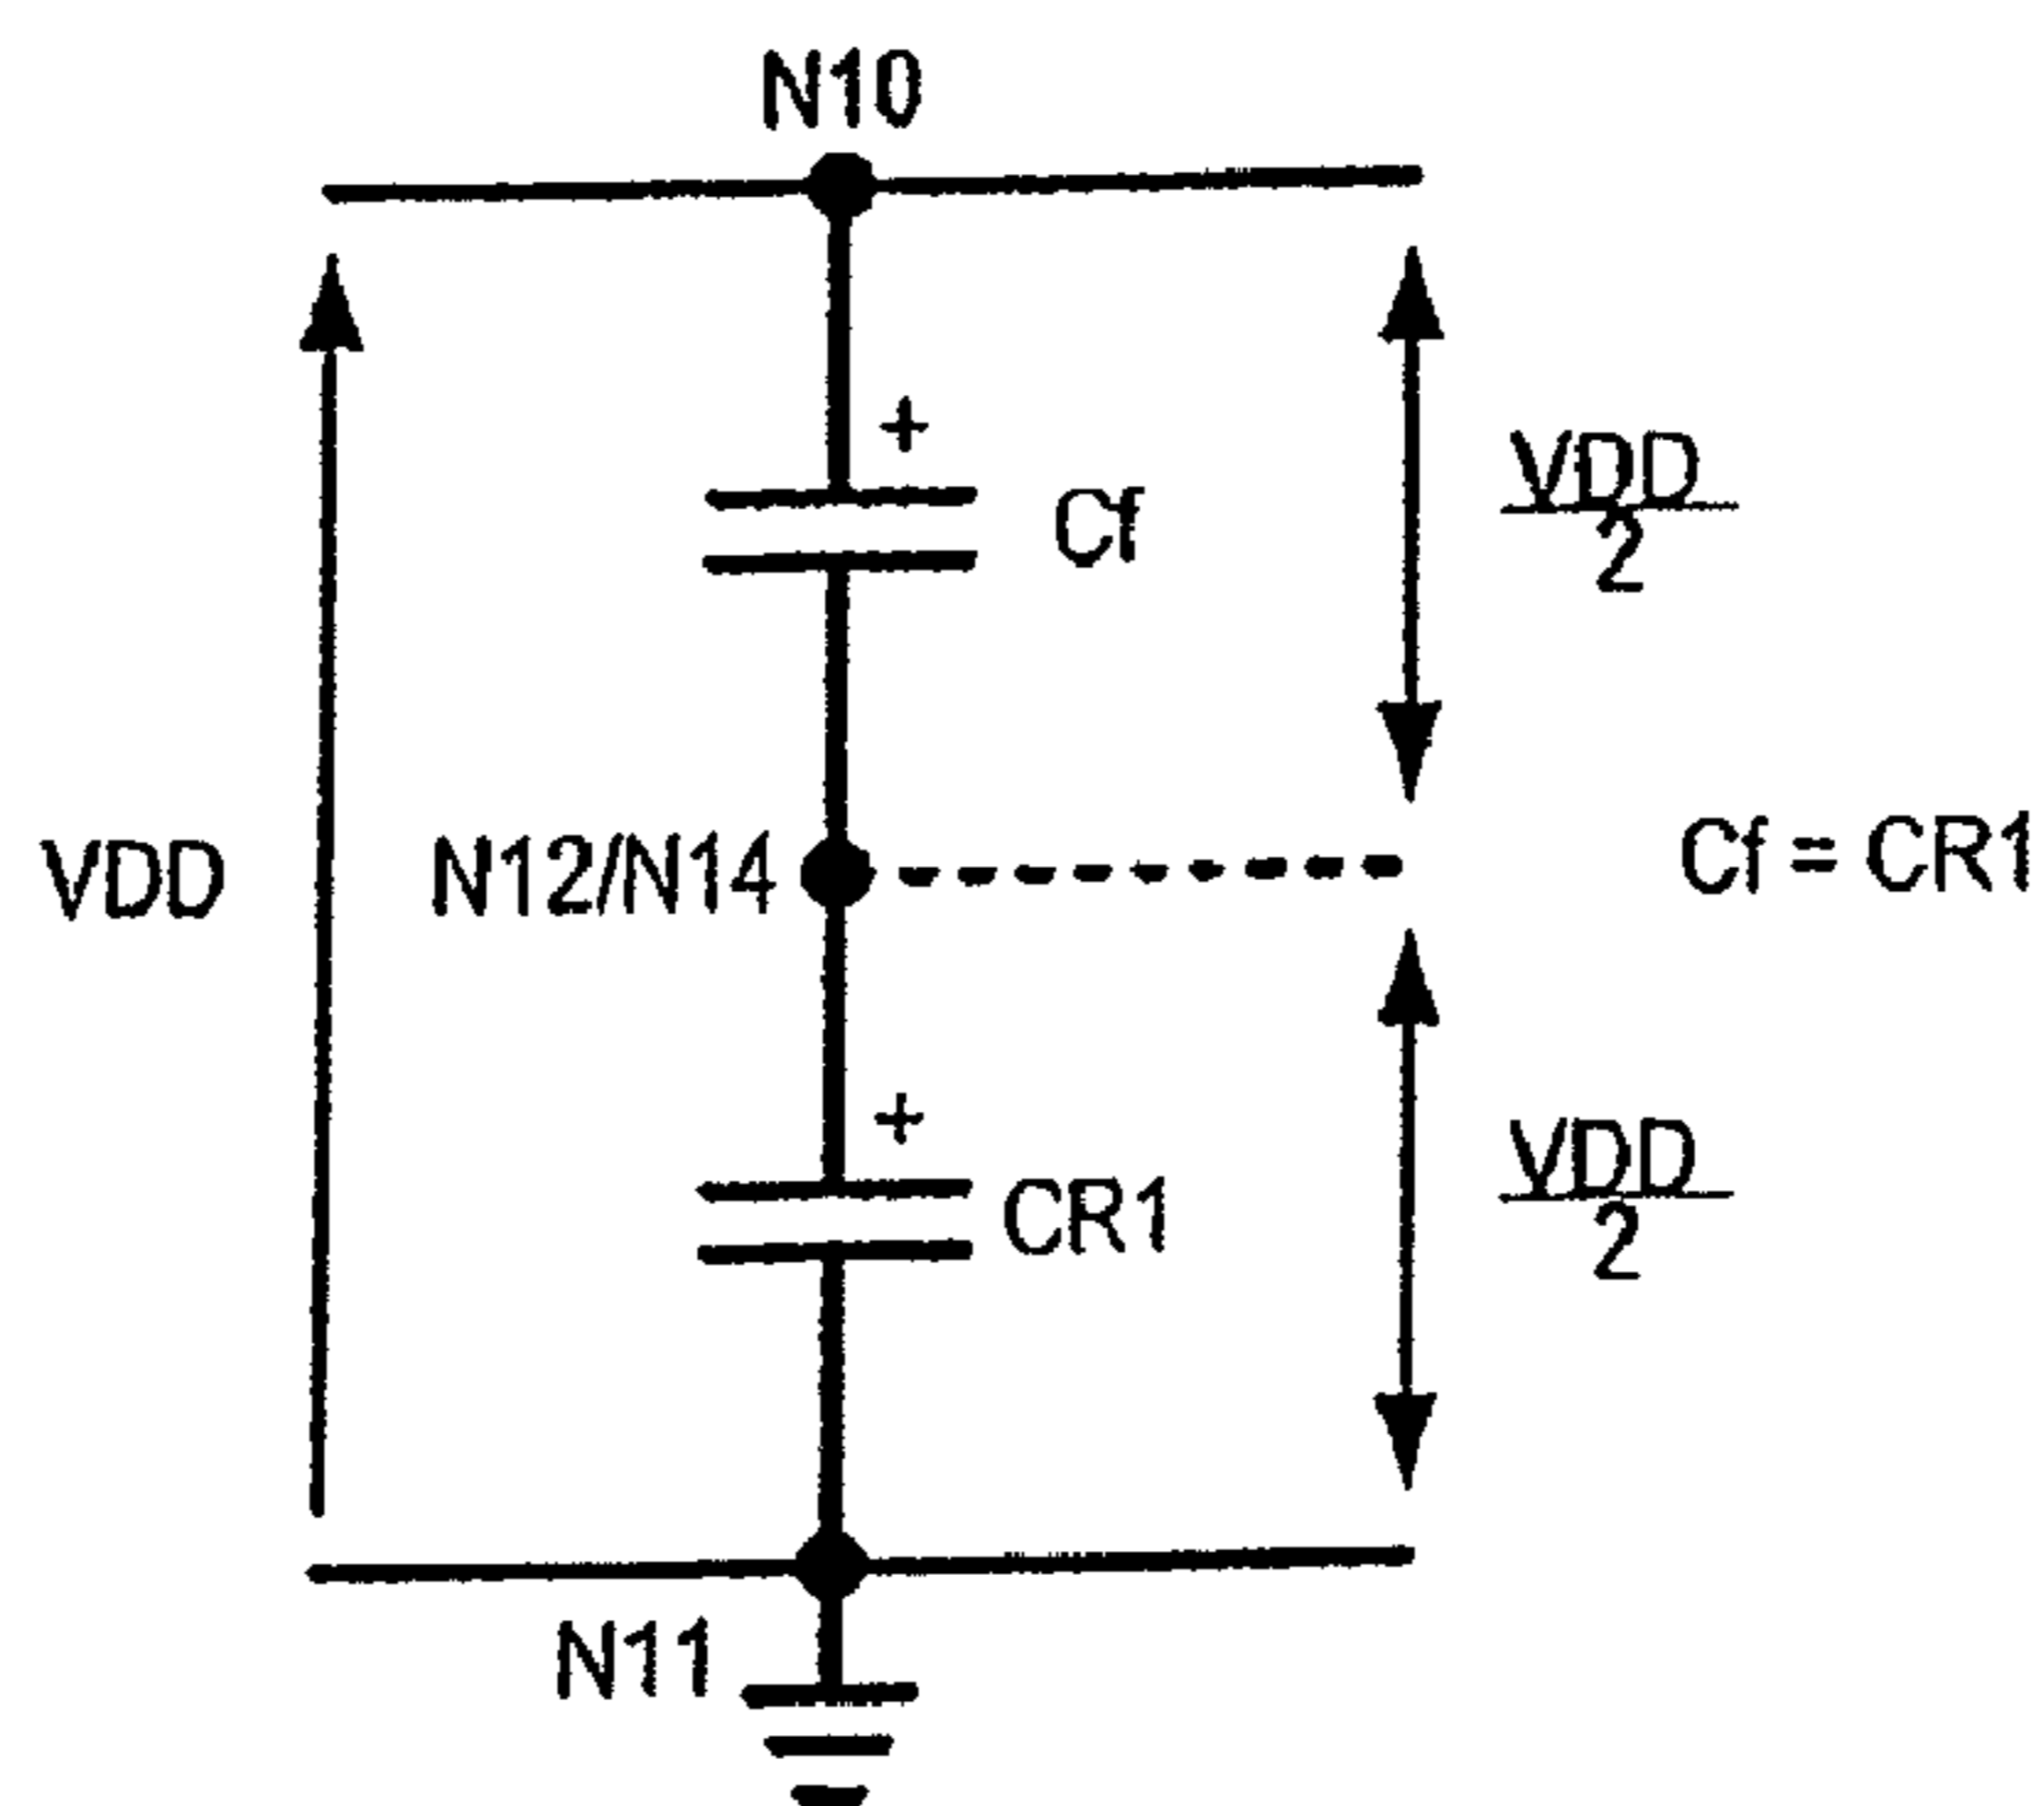 N10
+
Cf
VDD
2
VDD
N12/N14
Cf = CR1
+
CR1
VDD
2
N11